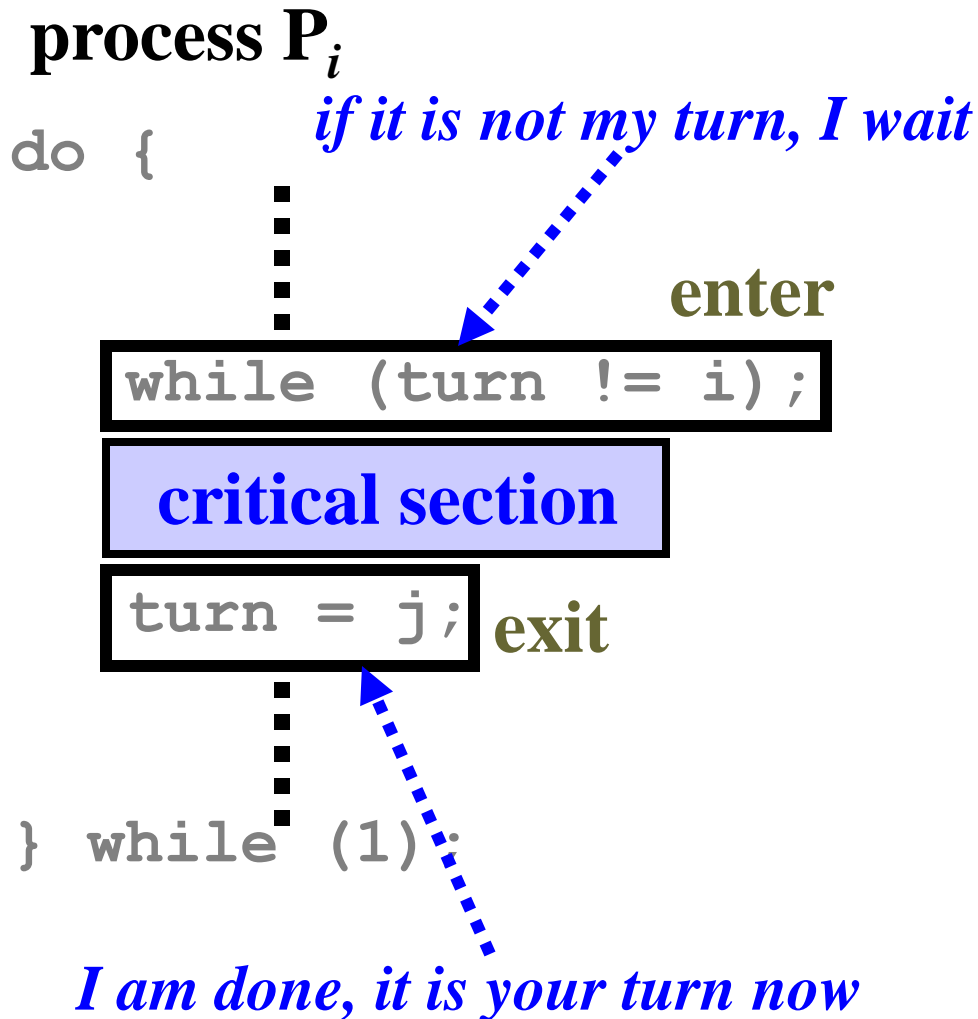 process Pi
if it is not my turn, I wait
do {
enter
while (turn != i);
critical section
turn = j;
exit
} while (1);
I am done, it is your turn now